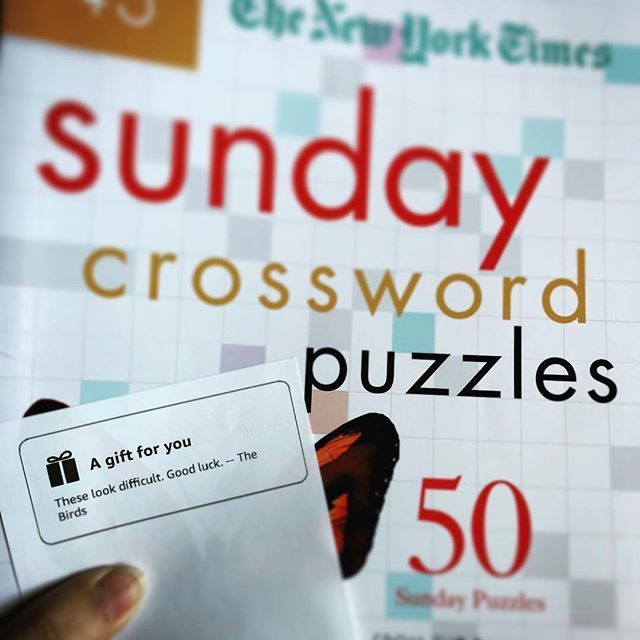 The New York Times
sunday
crossword
puzzles
A gift for you
These look difficult. Good luck. -- The
Birds
50
Sunday Puzzles